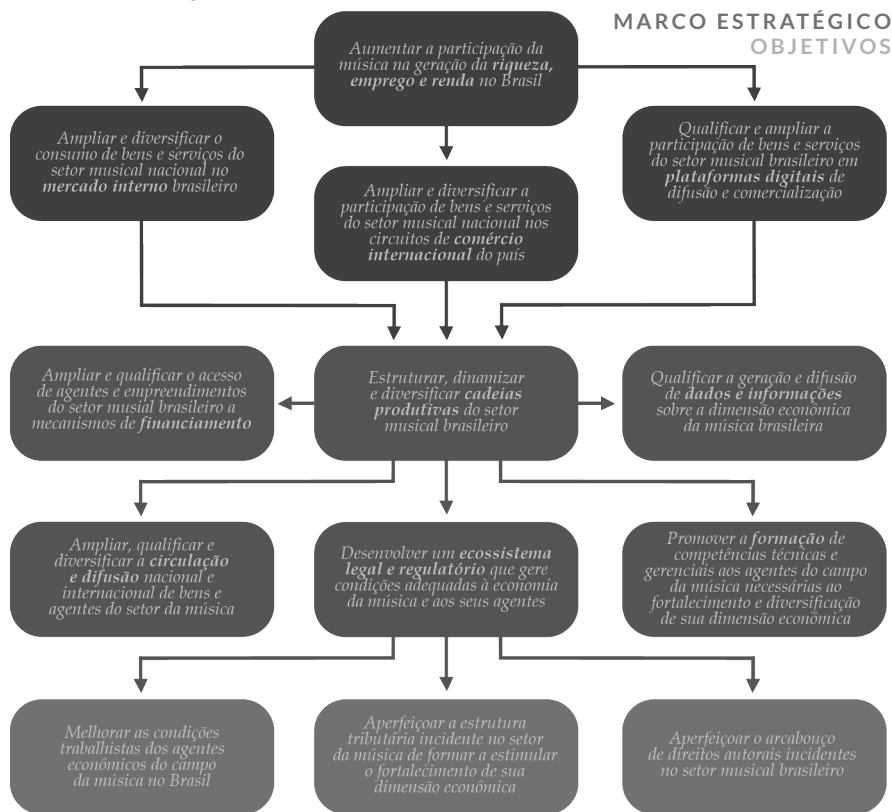 MARCO ESTRATÉGICO
OBJETIVOS
Aumentar a participação da
música na geração da riqueza,
emprego e renda no Brasil
Ampliar e diversificar o
consumo de bens e serviços do
setor musical nacional no
mercado interno brasileiro
Ampliar e diversificar a
participação de bens e serviços
do setor musical nacional nos
circuitos de comércio
internacional do país
Qualificar e ampliar a
participação de bens e serviços
do setor musical brasileiro em
plataformas digitais de
difusão e comercialização
Ampliar e qualificar o acesso
de agentes e empreendimentos
do setor musial brasileiro a
mecanismos de financiamento
Estruturar, dinamizar
e diversificar cadeias
produtivas do setor
musical brasileiro
Qualificar a geração e difusão
de dados e informações
sobre a dimensão econômica
da música brasileira
Ampliar, qualificar e
diversificar a circulação
e difusão nacional e
internacional de bens e
agentes do setor da música
Desenvolver um ecossistema
legal e regulatório que gere
condições adequadas à economia
da música e aos seus agentes
Promover a formação de
competências técnicas e
gerenciais aos agentes do campo
da música necessárias ao
fortalecimento e diversificação
de sua dimensão econômica
Melhorar as condições
trabalhistas dos agentes
econômicos do campo
da música no Brasil
Aperfeiçoar a estrutura
tributária incidente no setor
da música de formar a estimular
o fortalecimento de sua
dimensão econômica
Aperfeiçoar o arcabouço
de direitos autorais incidentes
no setor musical brasileiro